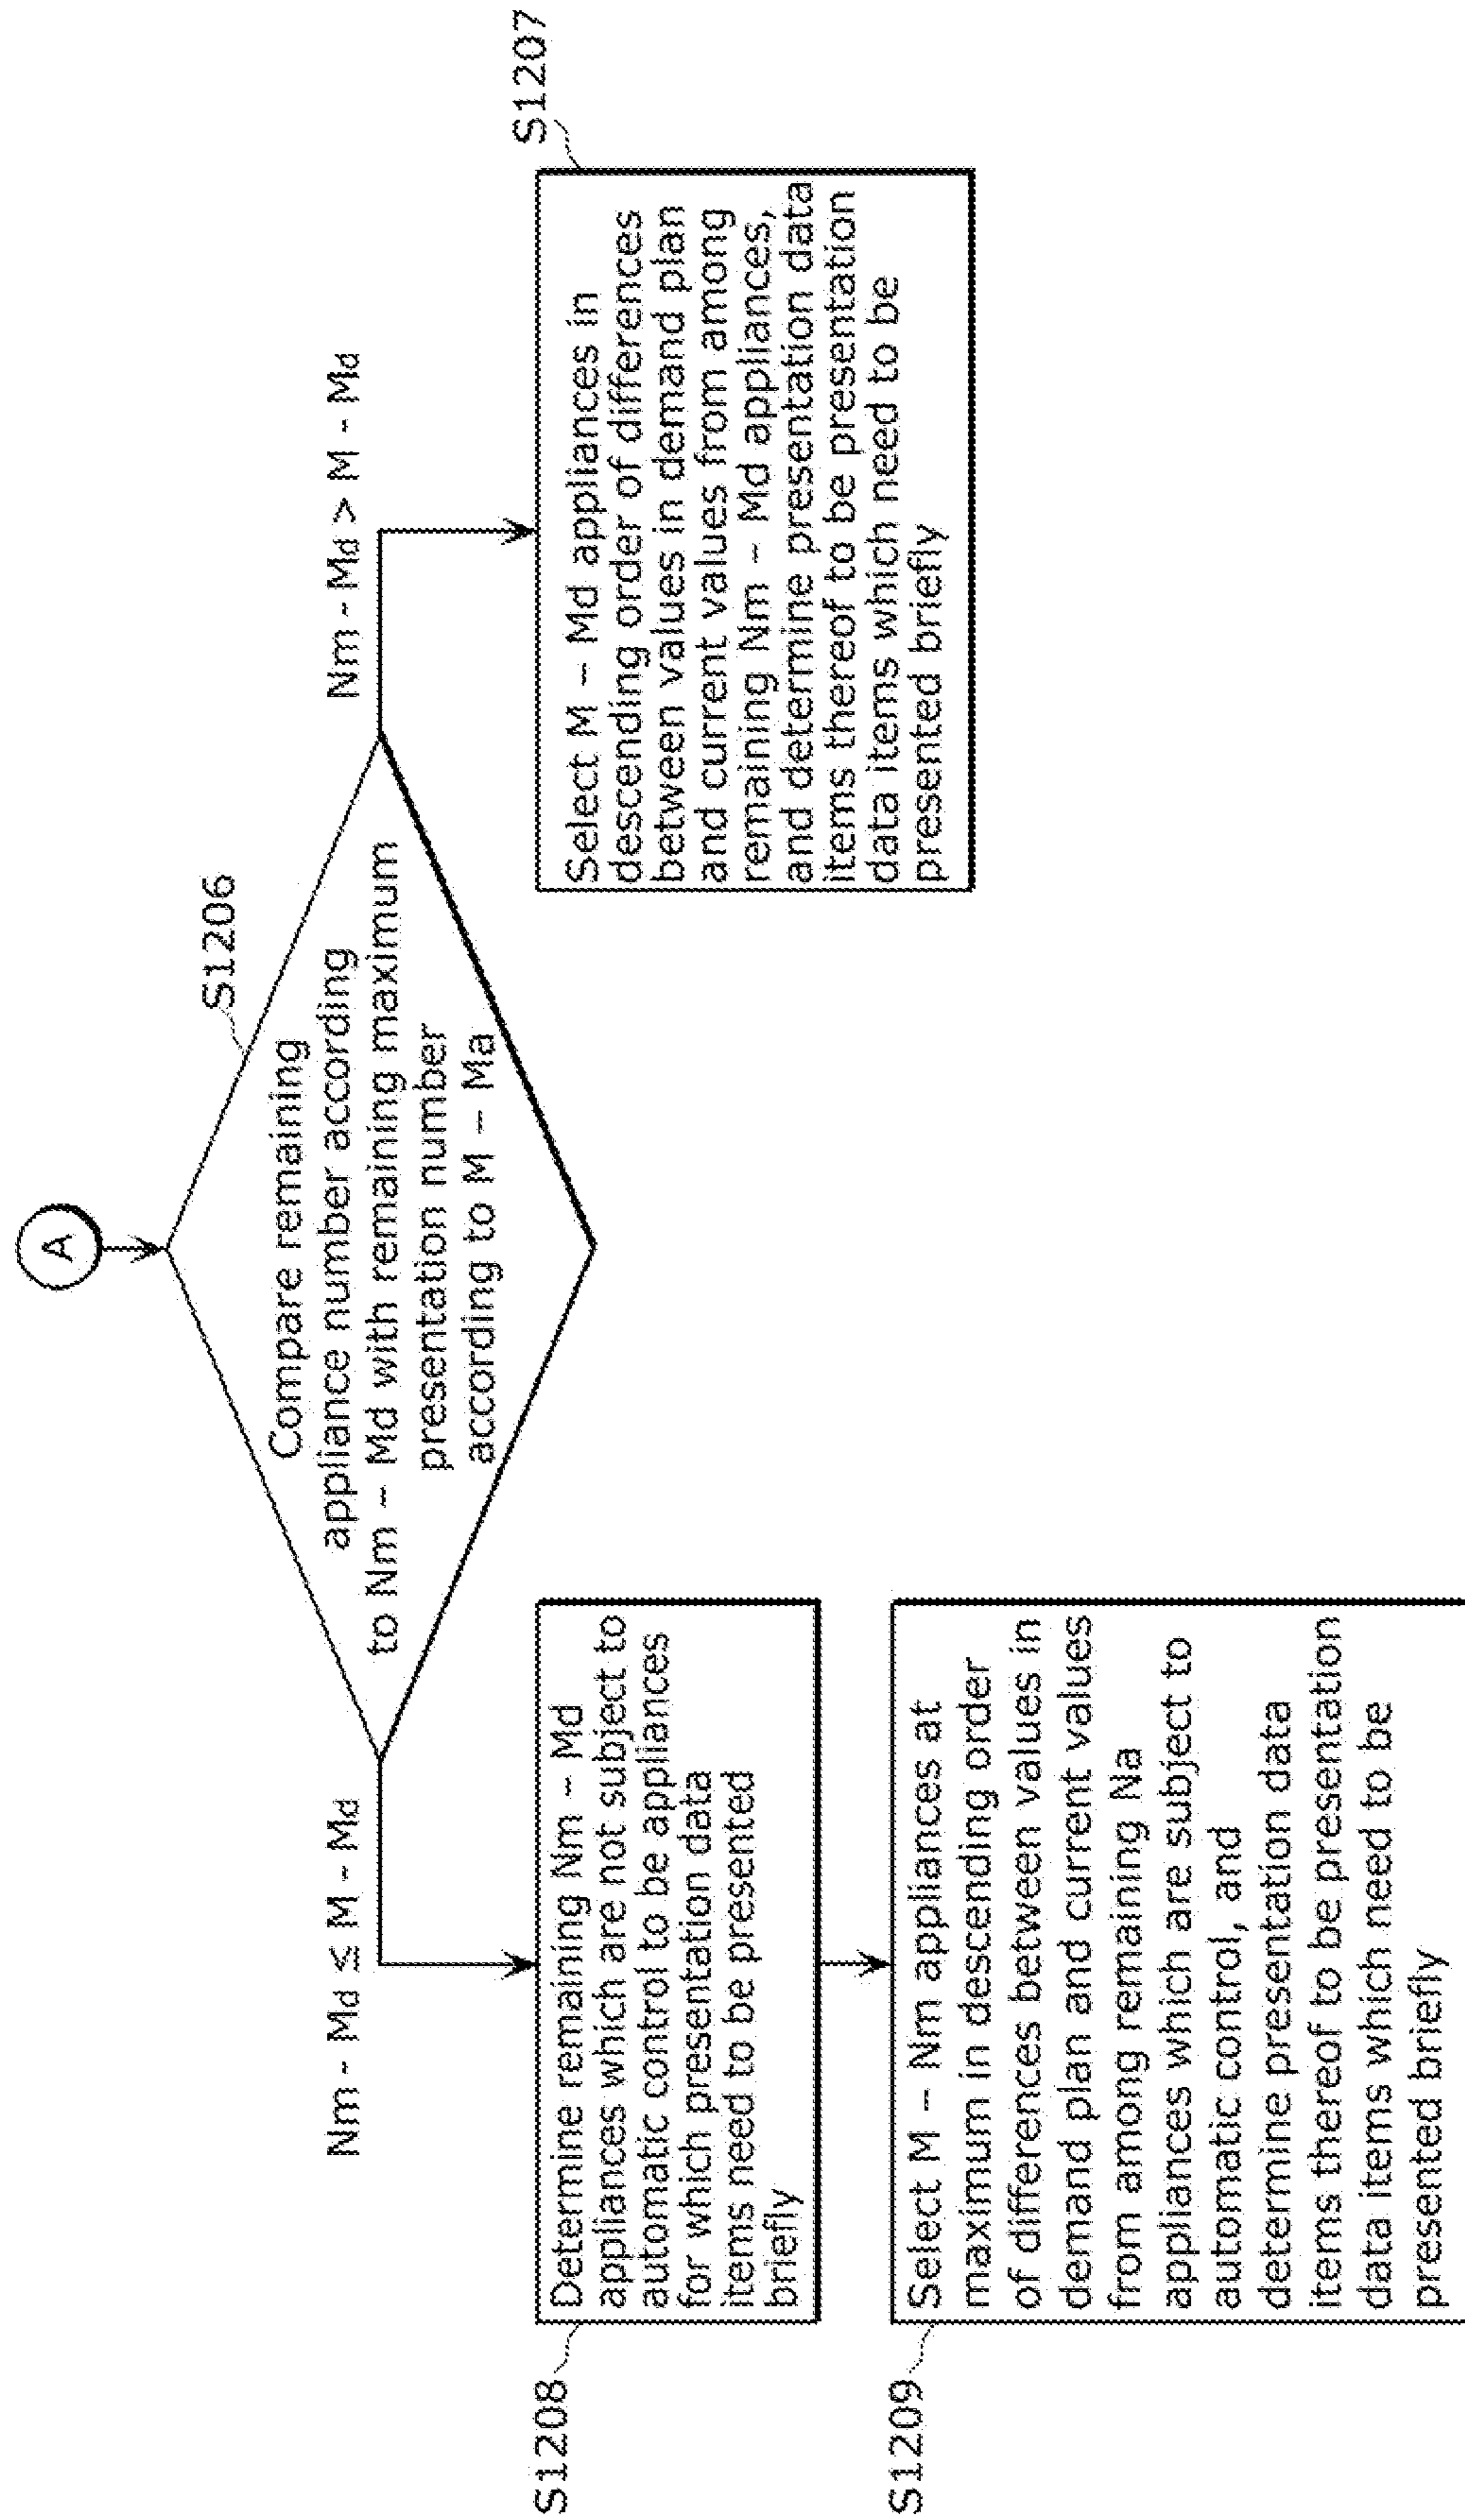 A
S1206
Compare remaining
appliance number according
to Nm – Md with remaining maximum
presentation number
according to M – Ma
Nm - Md ≤ M - Md
Nm - Md > M - Md
S1207
Select M – Md appliances in
descending order of differences
between values in demand plan
and current values from among
remaining Nm – Md appliances,
and determine presentation data
items thereof to be presentation
data items which need to be
presented briefly
S1208
Determine remaining Nm – Md
appliances which are not subject to
automatic control to be appliances
for which presentation data
items need to be presented
briefly
S1209
Select M – Nm appliances at
maximum in descending order
of differences between values in
demand plan and current values
from among remaining Na
appliances which are subject to
automatic control, and
determine presentation data
items thereof to be presentation
data items which need to be
presented briefly